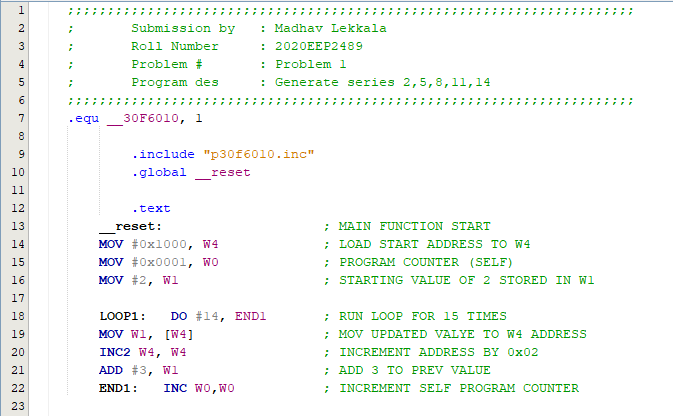 1 ;;;;;;;;;;;;;;;;;;;;;;;;;;;;;;;;;;;;;;;;;;;;;;;;;;;;;;;;;;;;;;;;;;;;;;;
2 ;       Submission by   : Madhav Lekkala
3 ;       Roll Number     : 2020EEP2489
4 ;       Problem #       : Problem 1
5 ;       Program des     : Generate series 2,5,8,11,14
6 ;;;;;;;;;;;;;;;;;;;;;;;;;;;;;;;;;;;;;;;;;;;;;;;;;;;;;;;;;;;;;;;;;;;;;;;
7 .equ __30F6010, 1
8
9         .include "p30f6010.inc"
10         .global __reset
11
12         .text
13     __reset:                    ; MAIN FUNCTION START
14     MOV #0x1000, W4             ; LOAD START ADDRESS TO W4
15     MOV #0x0001, W0             ; PROGRAM COUNTER (SELF)
16     MOV #2, W1                  ; STARTING VALUE OF 2 STORED IN W1
17
18     LOOP1:   DO #14, END1       ; RUN LOOP FOR 15 TIMES
19     MOV W1, [W4]                ; MOV UPDATED VALYE TO W4 ADDRESS
20     INC2 W4, W4                 ; INCREMENT ADDRESS BY 0x02
21     ADD #3, W1                  ; ADD 3 TO PREV VALUE
22     END1:   INC W0,W0           ; INCREMENT SELF PROGRAM COUNTER
23